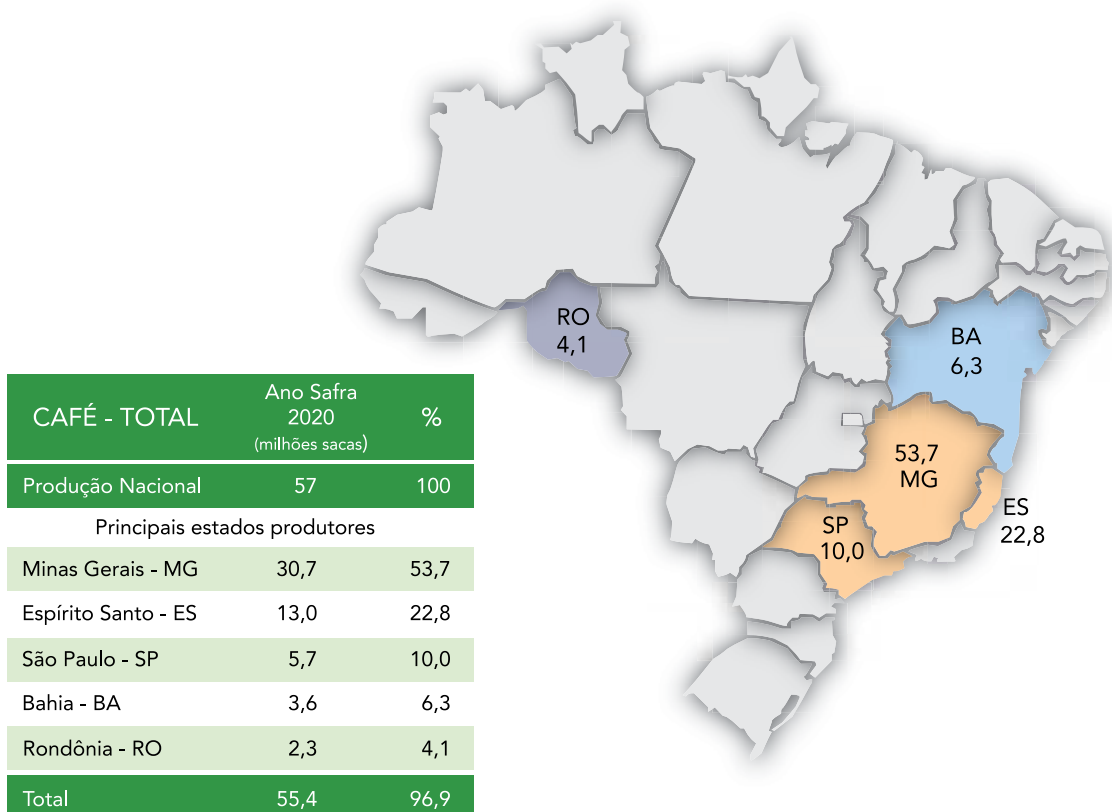 RO
4,1
BA
6,3
53,7
MG
ES
22,8
SP
10,0
CAFÉ - TOTAL Ano Safra 2020 (milhões sacas) %
Produção Nacional 57 100
Principais estados produtores
Minas Gerais - MG 30,7 53,7
Espírito Santo - ES 13,0 22,8
São Paulo - SP 5,7 10,0
Bahia - BA 3,6 6,3
Rondônia - RO 2,3 4,1
Total 55,4 96,9